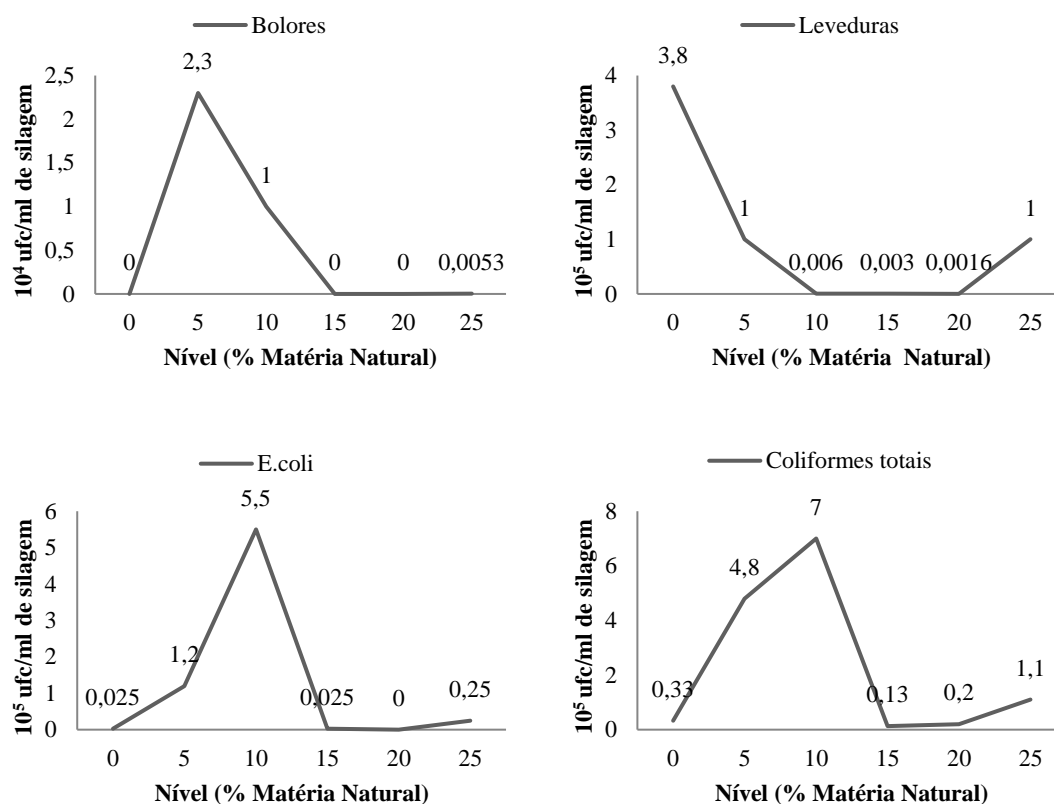 Bolores
2,3
2,5
2
1,5
1
0,5
0
10⁴ ufc/ml de silagem
0
1
0
0
0,0053
0 5 10 15 20 25
Nível (% Matéria Natural)
Leveduras
3,8
4
3
2
1
0
10⁵ ufc/ml de silagem
1
0,006
0,003
0,0016
1
0 5 10 15 20 25
Nível (% Matéria Natural)
E.coli
5,5
6
5
4
3
2
1
0
10⁵ ufc/ml de silagem
0,025
1,2
0,025
0
0,25
0 5 10 15 20 25
Nível (% Matéria Natural)
Coliformes totais
7
8
6
4
2
0
10⁵ ufc/ml de silagem
0,33
4,8
0,13
0,2
1,1
0 5 10 15 20 25
Nível (% Matéria Natural)